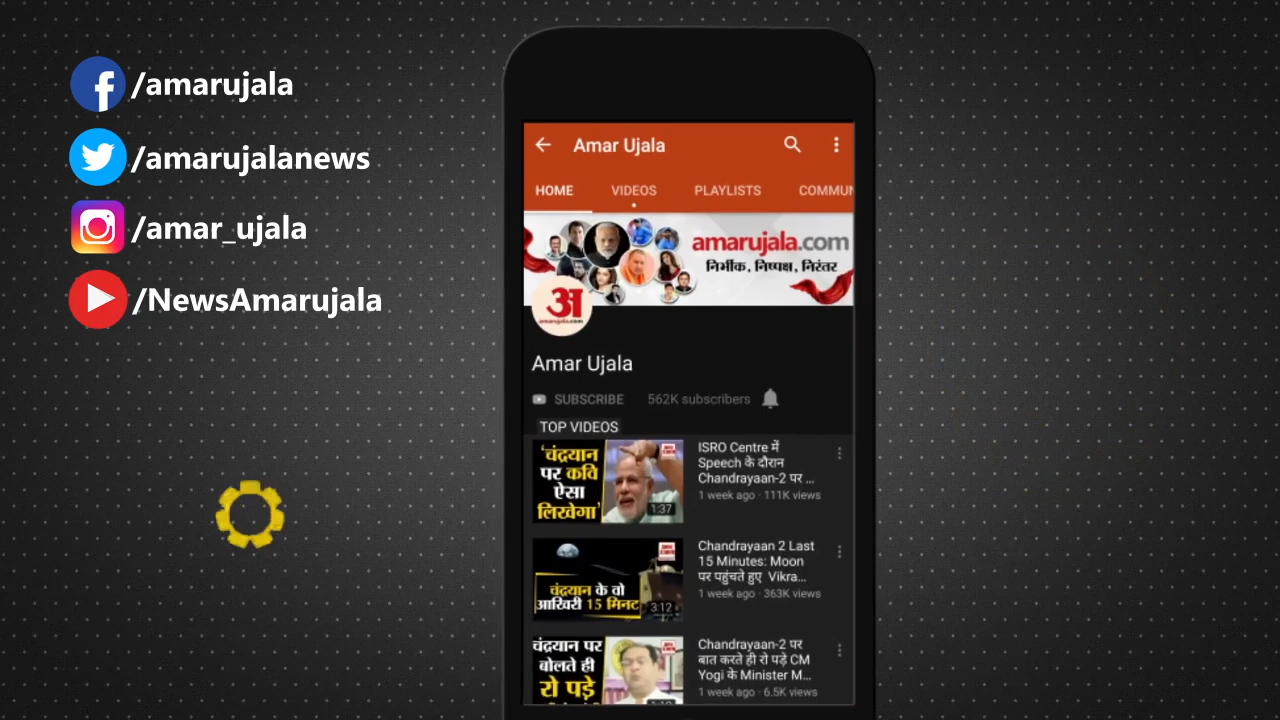 /amarujala
/amarujalanews
/amar_ujala
/NewsAmarujala
Amar Ujala
HOME VIDEOS PLAYLISTS COMMUN
amarujala.com
निर्भीक, निष्पक्ष, निरंतर
अ
amarujala.com
Amar Ujala
SUBSCRIBE 562K subscribers
TOP VIDEOS
'चंद्रयान
पर कवि
ऐसा
लिखेगा'
1:37
ISRO Centre में
Speech के दौरान
Chandrayaan-2 पर ...
1 week ago · 111K views
चंद्रयान के वो
आखिरी 15 मिनट
3:12
Chandrayaan 2 Last
15 Minutes: Moon
पर पहुंचते हुए Vikra...
1 week ago · 363K views
चंद्रयान पर
बोलते ही
रो पड़े
Chandrayaan-2 पर
बात करते ही रो पड़े CM
Yogi के Minister M...
1 week ago · 6.5K views